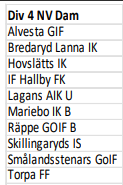 Div 4 NV Dam
Alvesta GIF
Bredaryd Lanna IK
Hovslätts IK
IF Hallby FK
Lagans AIK U
Mariebo IK B
Räppe GOIF B
Skillingaryds IS
Smålandsstenars GoIF
Torpa FF